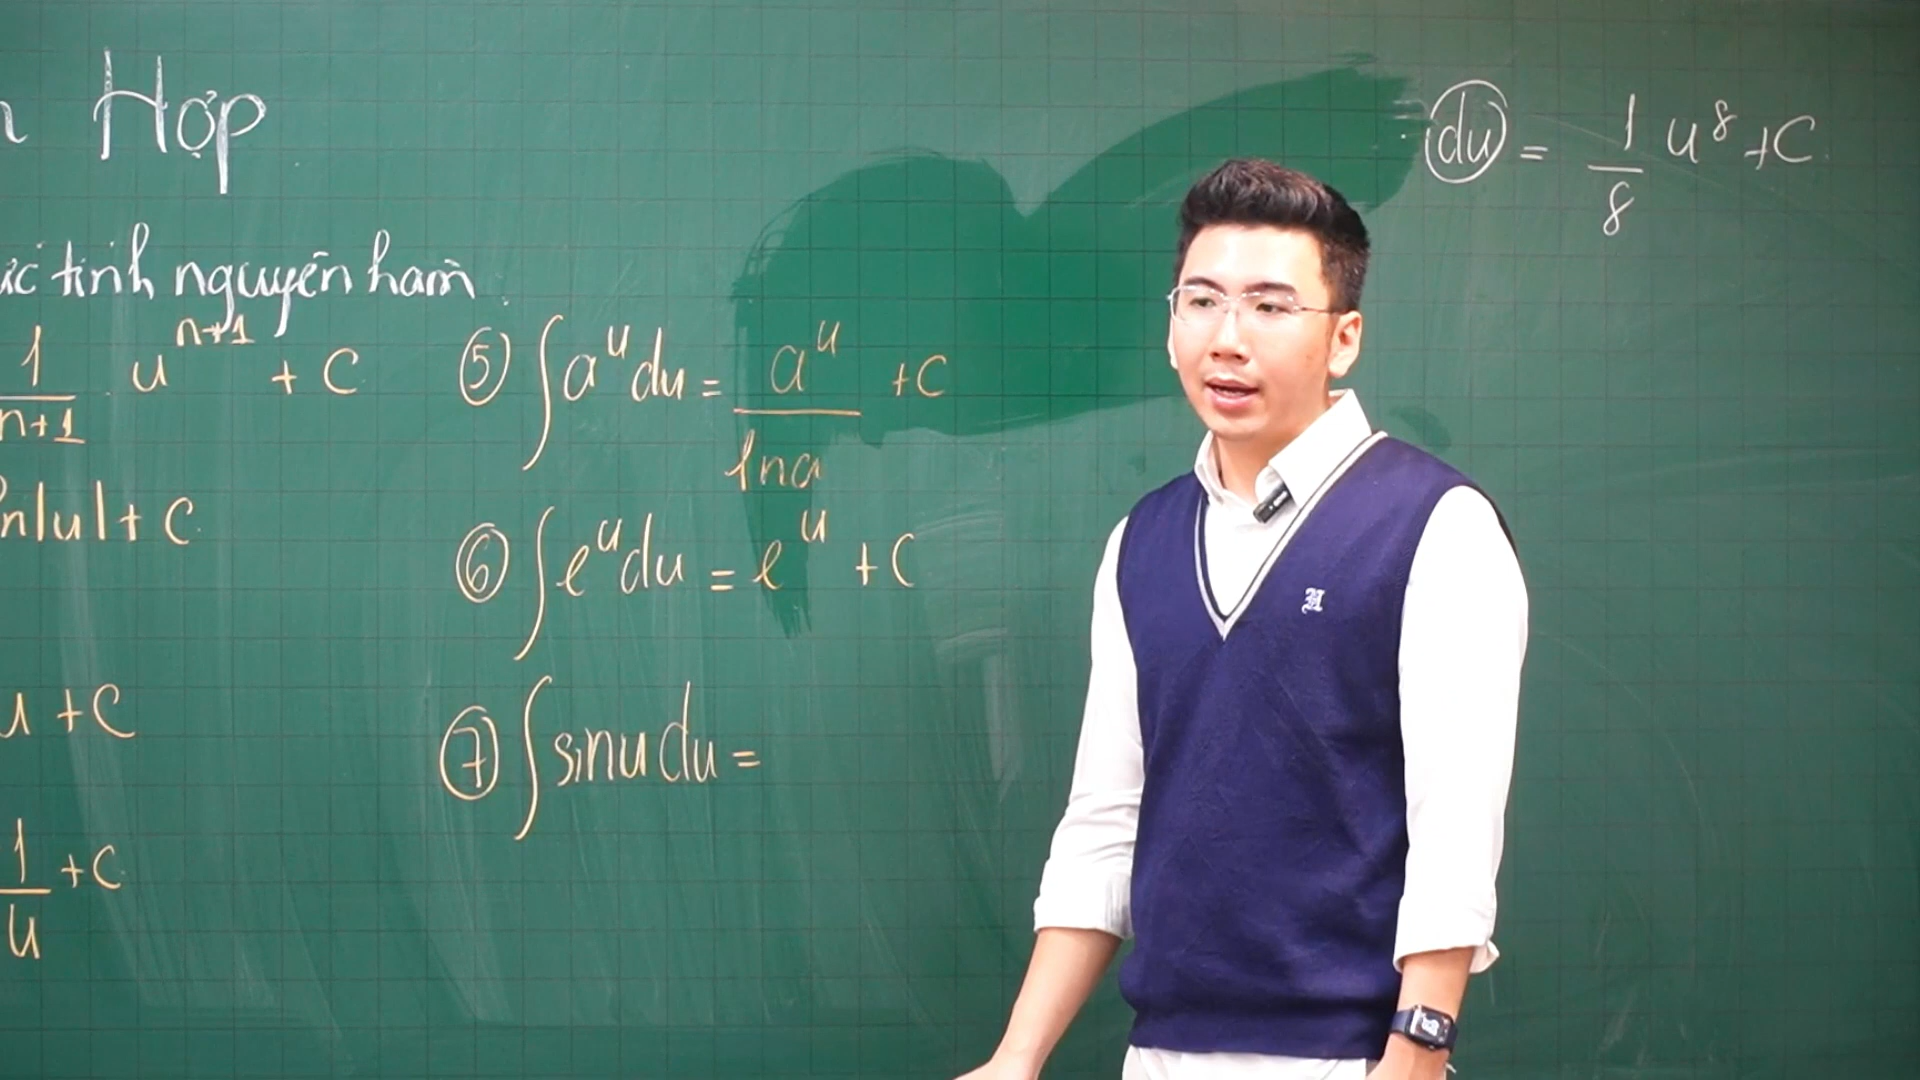 Hợp
tính nguyên hàm
1/n+1 . u^(n+1) + C
ln|u| + C
u + C
1/u + C
⑤ ∫a^u du = a^u/lna + C
⑥ ∫e^u du = e^u + C
⑦ ∫sinu du =
du = 1/8 u^8 + C
H